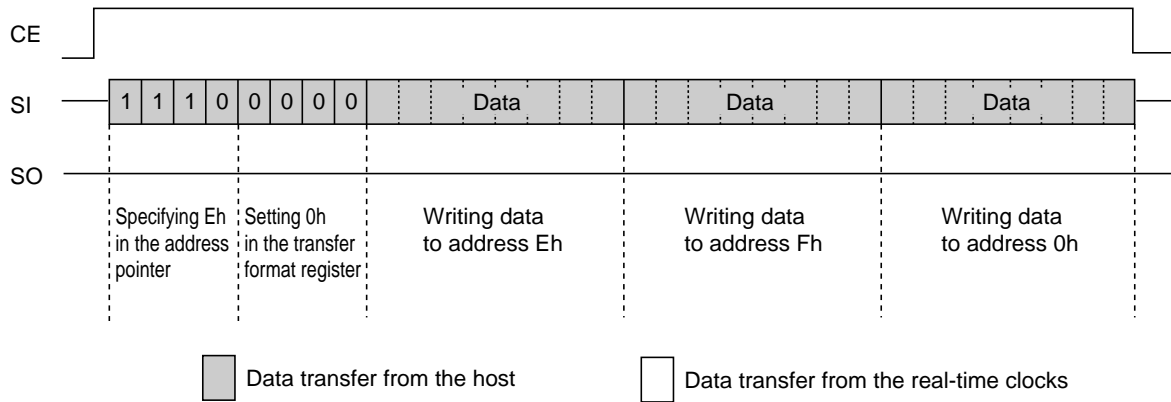 CE
SI
1 1 1 0 0 0 0 0 Data Data Data
SO
Specifying Eh
in the address
pointer
Setting 0h
in the transfer
format register
Writing data
to address Eh
Writing data
to address Fh
Writing data
to address 0h
Data transfer from the host
Data transfer from the real-time clocks